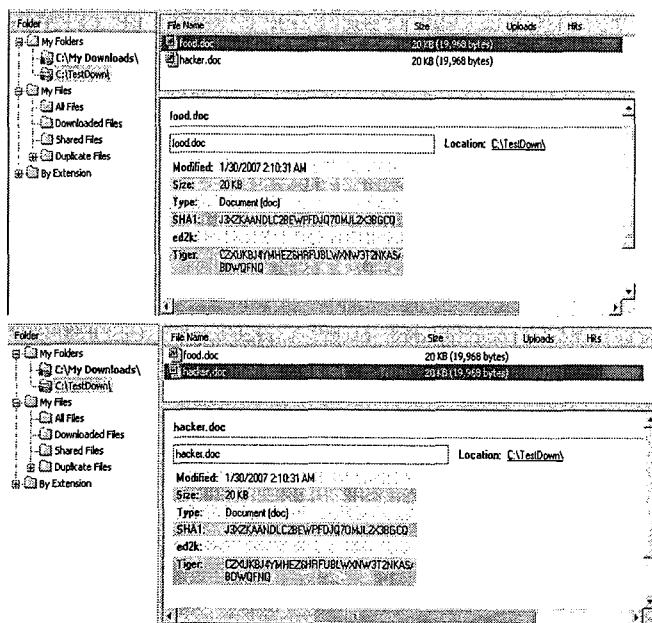 Folder
My Folders
C:\My Downloads\
C:\TestDown\
My Files
All Files
Downloaded Files
Shared Files
Duplicate Files
By Extension
File Name Size Uploads Hits
food.doc 20 KB (19,968 bytes)
hacker.doc 20 KB (19,968 bytes)
food.doc
food.doc Location: C:\TestDown\
Modified: 1/30/2007 2:10:31 AM
Size: 20 KB
Type: Document (doc)
SHA1:
ed2k:
Tiger:
Folder
My Folders
C:\My Downloads\
C:\TestDown\
My Files
All Files
Downloaded Files
Shared Files
Duplicate Files
By Extension
File Name Size Uploads Hits
food.doc 20 KB (19,968 bytes)
hacker.doc 20 KB (19,968 bytes)
hacker.doc
hacker.doc Location: C:\TestDown\
Modified: 1/30/2007 2:10:31 AM
Size: 20 KB
Type: Document (doc)
SHA1:
ed2k:
Tiger: